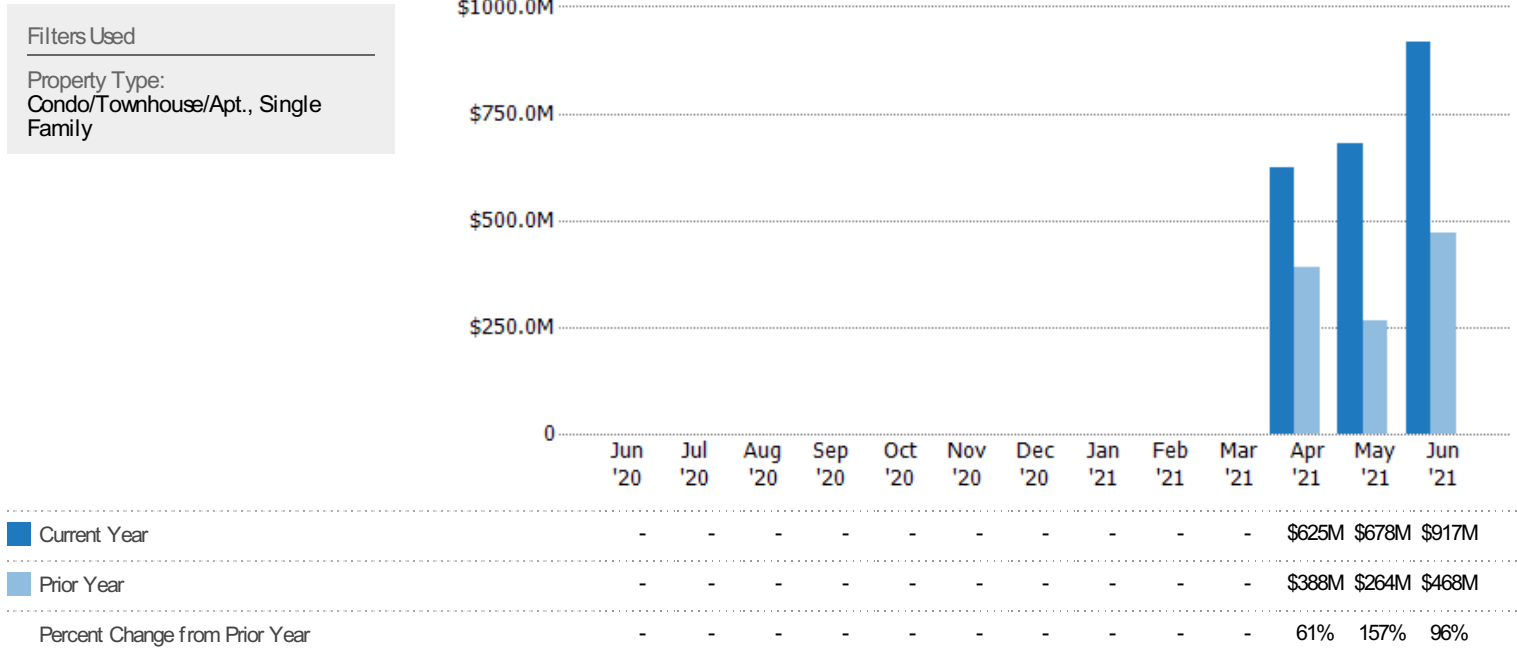 Filters Used
Property Type:
Condo/Townhouse/Apt., Single
Family
$1000.0M
$750.0M
$500.0M
$250.0M
0
Jun Jul Aug Sep Oct Nov Dec Jan Feb Mar Apr May Jun
'20 '20 '20 '20 '20 '20 '20 '21 '21 '21 '21 '21 '21
Current Year - - - - - - - - - - $625M $678M $917M
Prior Year - - - - - - - - - - $388M $264M $468M
Percent Change from Prior Year - - - - - - - - - - 61% 157% 96%